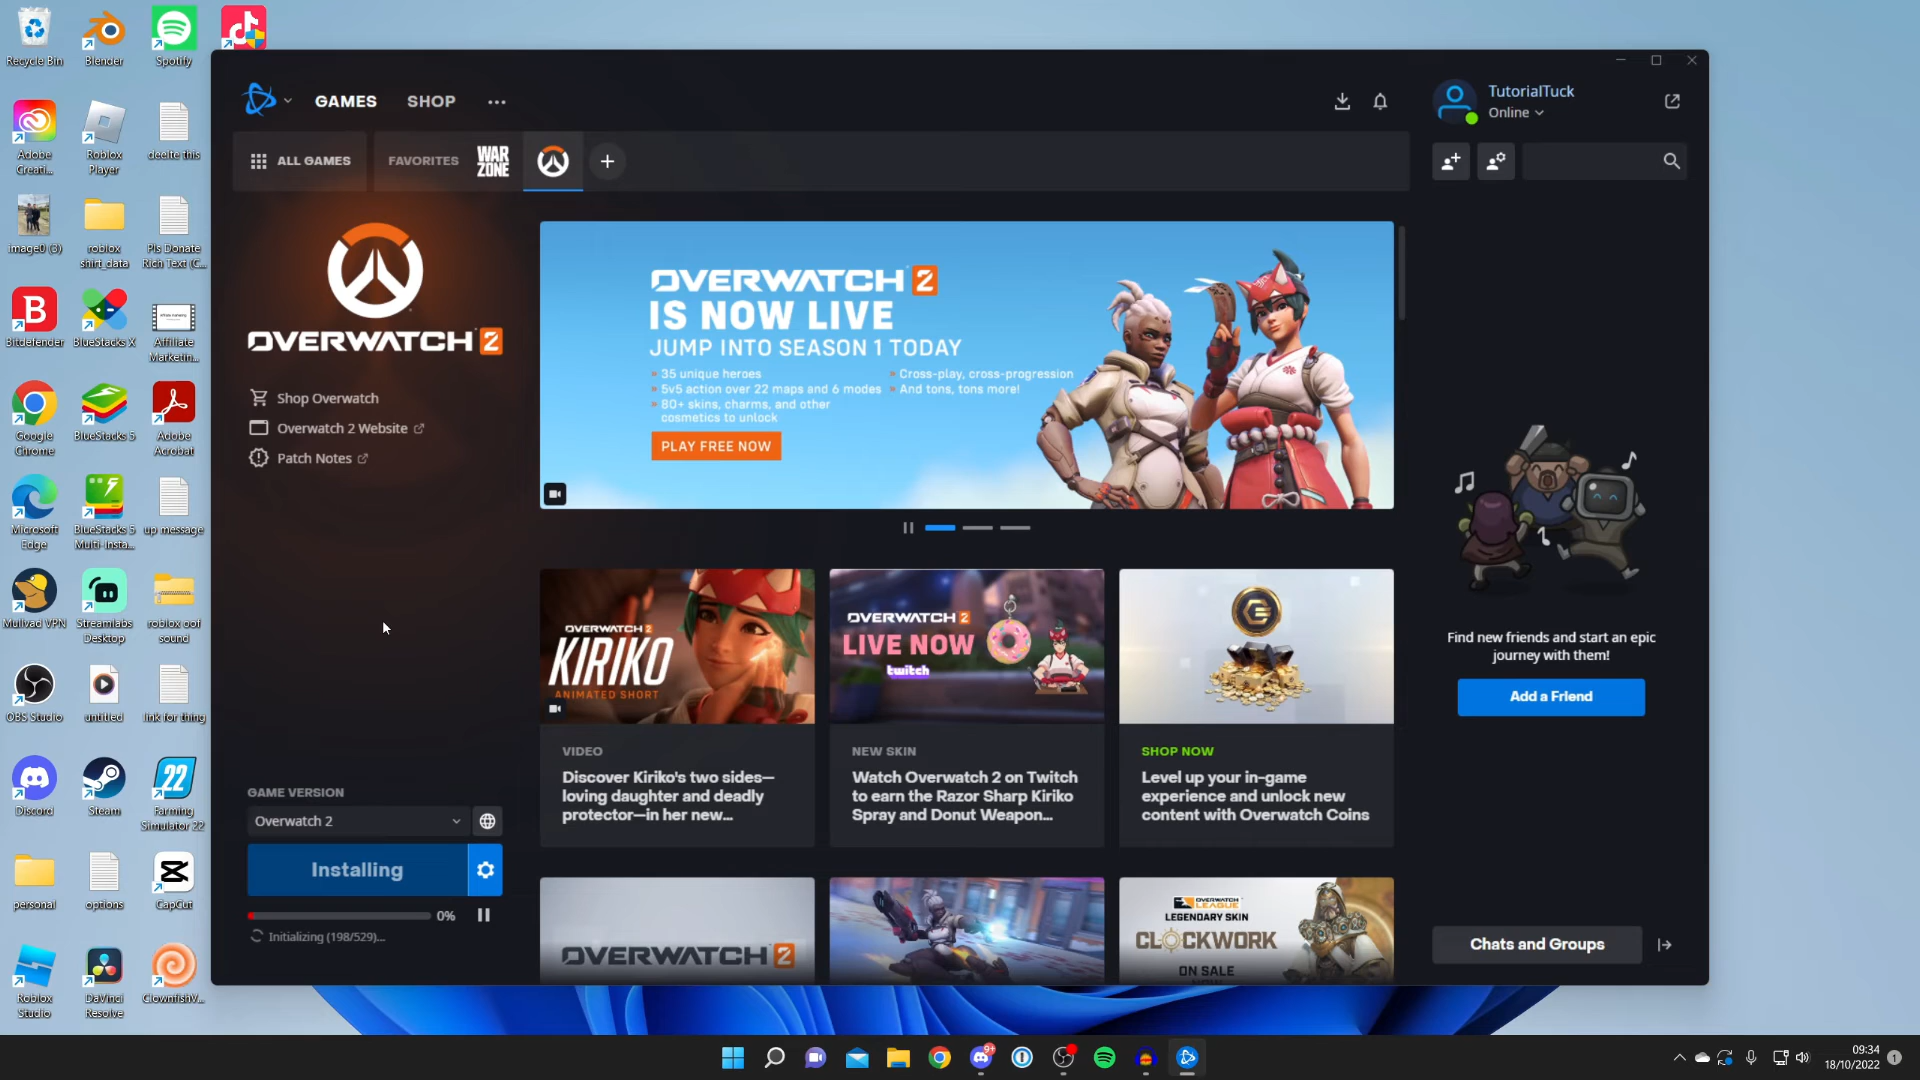 Recycle Bin
Blender
Spotify
Adobe
Creati...
Roblox
Player
deelte this
image0 (3)
roblox
shirt_data
Pls Donate
Rich Text (C...
Bitdefender
BlueStacks X
Affiliate
Marketin...
Google
Chrome
BlueStacks 5
Adobe
Acrobat
Microsoft
Edge
BlueStacks 5
Multi-Insta...
up message
Mullvad VPN
Streamlabs
Desktop
roblox oof
sound
OBS Studio
untitled
link for thing
Discord
Steam
Farming
Simulator 22
personal
options
CapCut
Roblox
Studio
DaVinci
Resolve
ClownfishV...
GAMES
SHOP
TutorialTuck
Online
ALL GAMES
FAVORITES
WAR
ZONE
OVERWATCH 2
Shop Overwatch
Overwatch 2 Website
Patch Notes
OVERWATCH 2
IS NOW LIVE
JUMP INTO SEASON 1 TODAY
» 35 unique heroes
» 5v5 action over 22 maps and 6 modes
» 80+ skins, charms, and other
cosmetics to unlock
» Cross-play, cross-progression
» And tons, tons more!
PLAY FREE NOW
OVERWATCH 2
KIRIKO
ANIMATED SHORT
VIDEO
Discover Kiriko's two sides—
loving daughter and deadly
protector—in her new...
OVERWATCH 2
LIVE NOW
twitch
NEW SKIN
Watch Overwatch 2 on Twitch
to earn the Razor Sharp Kiriko
Spray and Donut Weapon...
SHOP NOW
Level up your in-game
experience and unlock new
content with Overwatch Coins
OVERWATCH 2
OVERWATCH
LEAGUE
LEGENDARY SKIN
CLOCKWORK
ON SALE
GAME VERSION
Overwatch 2
Installing
0%
Initializing (198/529)...
Find new friends and start an epic
journey with them!
Add a Friend
Chats and Groups
9+
09:34
18/10/2022
1